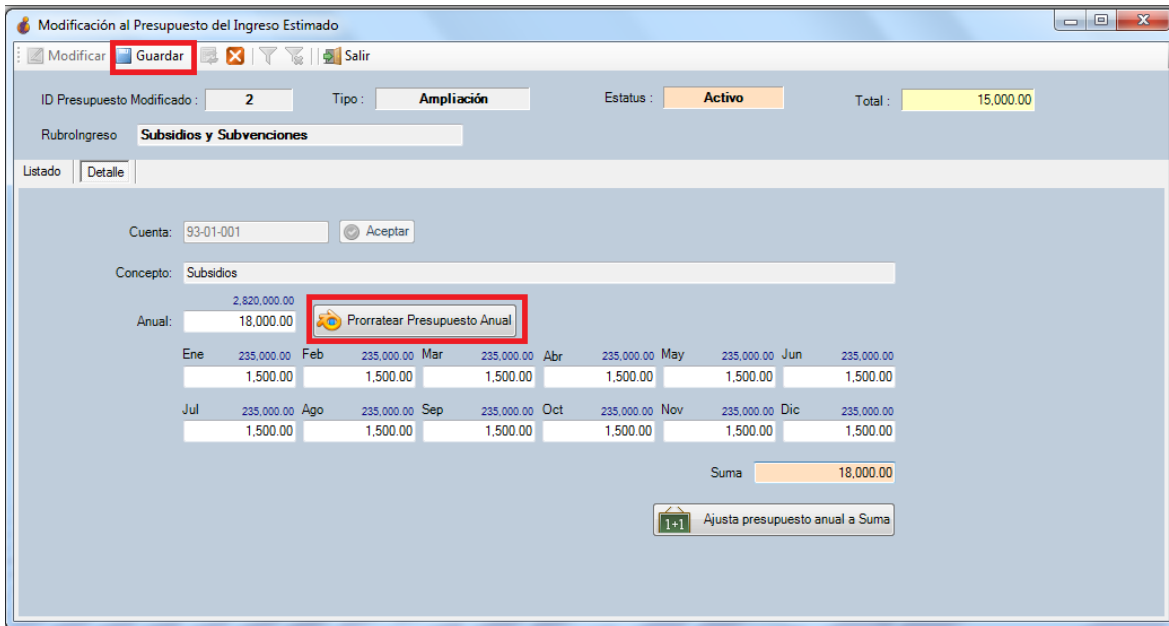 Modificación al Presupuesto del Ingreso Estimado
Modificar Guardar Salir
ID Presupuesto Modificado : 2 Tipo : Ampliación Estatus : Activo Total : 15,000.00
RubroIngreso Subsidios y Subvenciones
Listado Detalle
Cuenta: 93-01-001 Aceptar
Concepto: Subsidios
2,820,000.00
Anual: 18,000.00 Prorratear Presupuesto Anual
Ene 235,000.00 Feb 235,000.00 Mar 235,000.00 Abr 235,000.00 May 235,000.00 Jun 235,000.00
1,500.00 1,500.00 1,500.00 1,500.00 1,500.00 1,500.00
Jul 235,000.00 Ago 235,000.00 Sep 235,000.00 Oct 235,000.00 Nov 235,000.00 Dic 235,000.00
1,500.00 1,500.00 1,500.00 1,500.00 1,500.00 1,500.00
Suma 18,000.00
1+1 Ajusta presupuesto anual a Suma